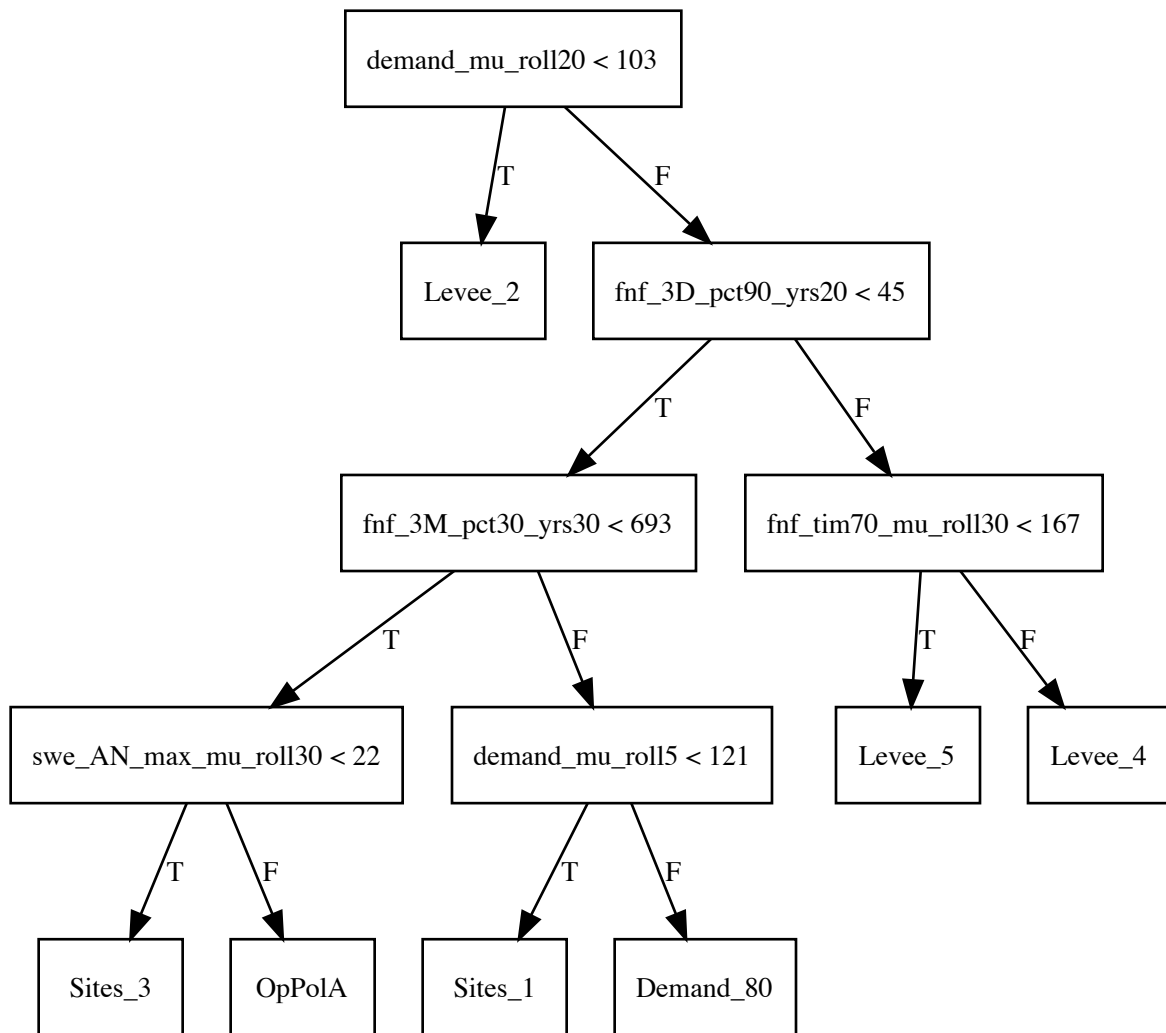 demand_mu_roll20 < 103
T
F
Levee_2
fnf_3D_pct90_yrs20 < 45
T
F
fnf_3M_pct30_yrs30 < 693
fnf_tim70_mu_roll30 < 167
T
F
T
F
swe_AN_max_mu_roll30 < 22
demand_mu_roll5 < 121
Levee_5
Levee_4
T
F
T
F
Sites_3
OpPolA
Sites_1
Demand_80